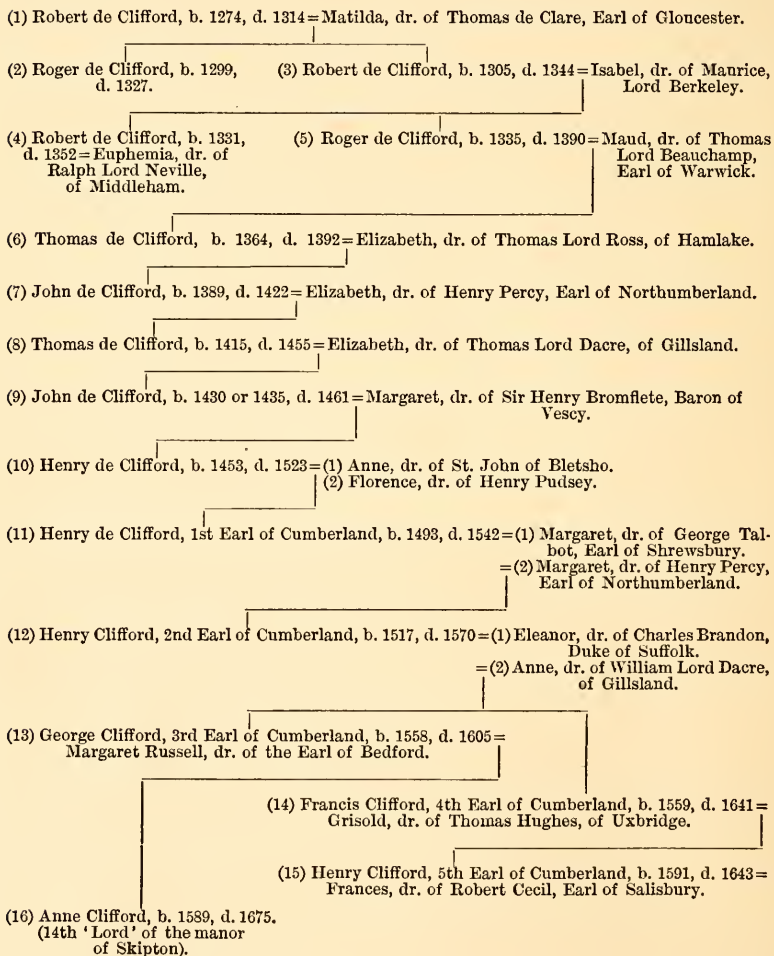 (1) Robert de Clifford, b. 1274, d. 1314=Matilda, dr. of Thomas de Clare, Earl of Gloucester.
(2) Roger de Clifford, b. 1299,
d. 1327.
(3) Robert de Clifford, b. 1305, d. 1344=Isabel, dr. of Maurice,
Lord Berkeley.
(4) Robert de Clifford, b. 1331,
d. 1352=Euphemia, dr. of
Ralph Lord Neville,
of Middleham.
(5) Roger de Clifford, b. 1335, d. 1390=Maud, dr. of Thomas
Lord Beauchamp,
Earl of Warwick.
(6) Thomas de Clifford, b. 1364, d. 1392=Elizabeth, dr. of Thomas Lord Ross, of Hamlake.
(7) John de Clifford, b. 1389, d. 1422=Elizabeth, dr. of Henry Percy, Earl of Northumberland.
(8) Thomas de Clifford, b. 1415, d. 1455=Elizabeth, dr. of Thomas Lord Dacre, of Gillsland.
(9) John de Clifford, b. 1430 or 1435, d. 1461=Margaret, dr. of Sir Henry Bromflete, Baron of
Vescy.
(10) Henry de Clifford, b. 1453, d. 1523=(1) Anne, dr. of St. John of Bletsho.
(2) Florence, dr. of Henry Pudsey.
(11) Henry de Clifford, 1st Earl of Cumberland, b. 1493, d. 1542=(1) Margaret, dr. of George Tal-
bot, Earl of Shrewsbury.
=(2) Margaret, dr. of Henry Percy,
Earl of Northumberland.
(12) Henry Clifford, 2nd Earl of Cumberland, b. 1517, d. 1570=(1) Eleanor, dr. of Charles Brandon,
Duke of Suffolk.
=(2) Anne, dr. of William Lord Dacre,
of Gillsland.
(13) George Clifford, 3rd Earl of Cumberland, b. 1558, d. 1605=
Margaret Russell, dr. of the Earl of Bedford.
(14) Francis Clifford, 4th Earl of Cumberland, b. 1559, d. 1641=
Grisold, dr. of Thomas Hughes, of Uxbridge.
(15) Henry Clifford, 5th Earl of Cumberland, b. 1591, d. 1643=
Frances, dr. of Robert Cecil, Earl of Salisbury.
(16) Anne Clifford, b. 1589, d. 1675.
(14th 'Lord' of the manor
of Skipton).